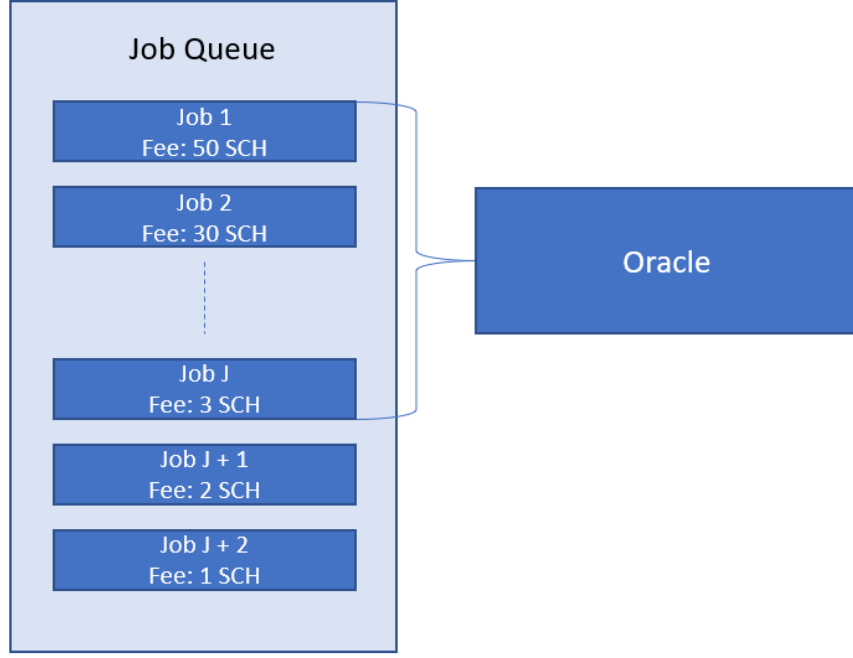 Job Queue
Job 1
Fee: 50 SCH
Job 2
Fee: 30 SCH
Job J
Fee: 3 SCH
Job J + 1
Fee: 2 SCH
Job J + 2
Fee: 1 SCH
Oracle